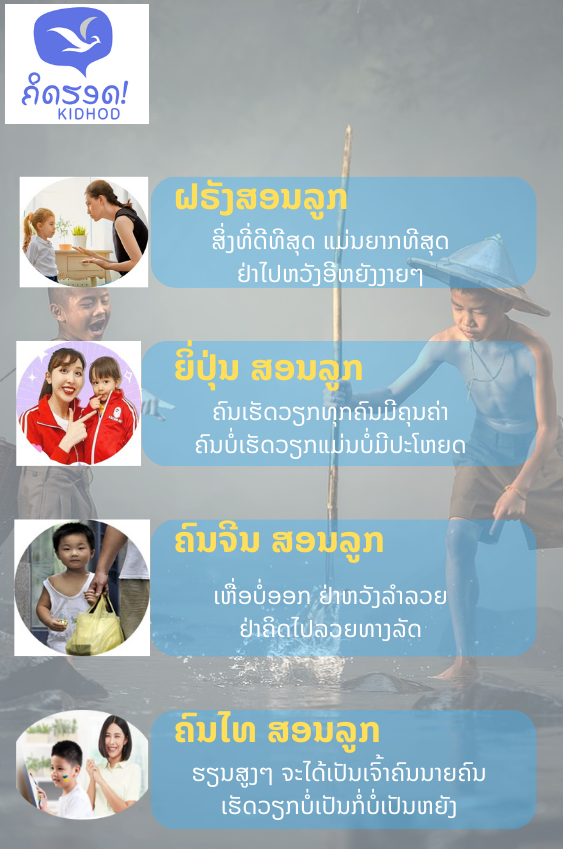 ຄິດຮອດ!
KIDHOD
ຝຣັງສອນລູກ
ສິ່ງທີ່ດີທີສຸດ ແມ່ນຍາກທີສຸດ
ຢ່າໄປຫວັງອີຫຍັງງາຍໆ
ຍິ່ປຸ່ນ ສອນລູກ
ຄົນເຮັດວຽກທຸກຄົນມີຄຸນຄ່າ
ຄົນບໍ່ເຮັດວຽກແມ່ນບໍ່ມີປະໂຫຍດ
ຄົນຈີນ ສອນລູກ
ເຫື່ອບໍ່ອອກ ຢ່າຫວັງລຳລວຍ
ຢ່າຄິດໄປລວຍທາງລັດ
ຄົນໄທ ສອນລູກ
ຮຽນສູງໆ ຈະໄດ້ເປັນເຈົ້າຄົນນາຍຄົນ
ເຮັດວຽກບໍ່ເປັນກໍ່ບໍ່ເປັນຫຍັງ